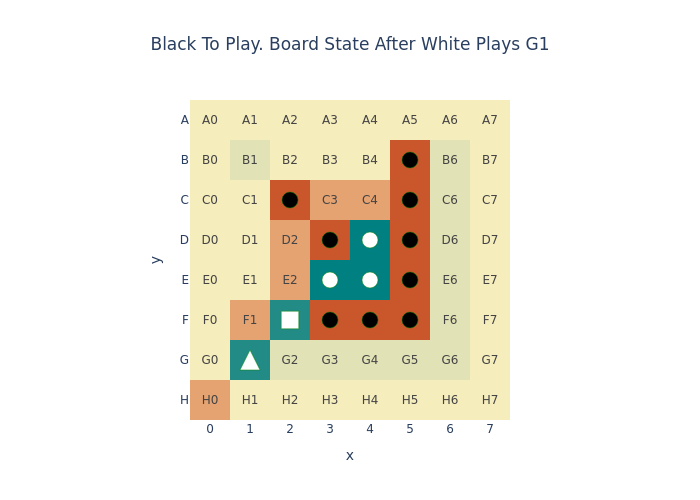 Black To Play. Board State After White Plays G1
A A0 A1 A2 A3 A4 A5 A6 A7
B B0 B1 B2 B3 B4 B6 B7
C C0 C1 C3 C4 C6 C7
y
D D0 D1 D2 D6 D7
E E0 E1 E2 E6 E7
F F0 F1 F6 F7
G G0 G2 G3 G4 G5 G6 G7
H H0 H1 H2 H3 H4 H5 H6 H7
0 1 2 3 4 5 6 7
x